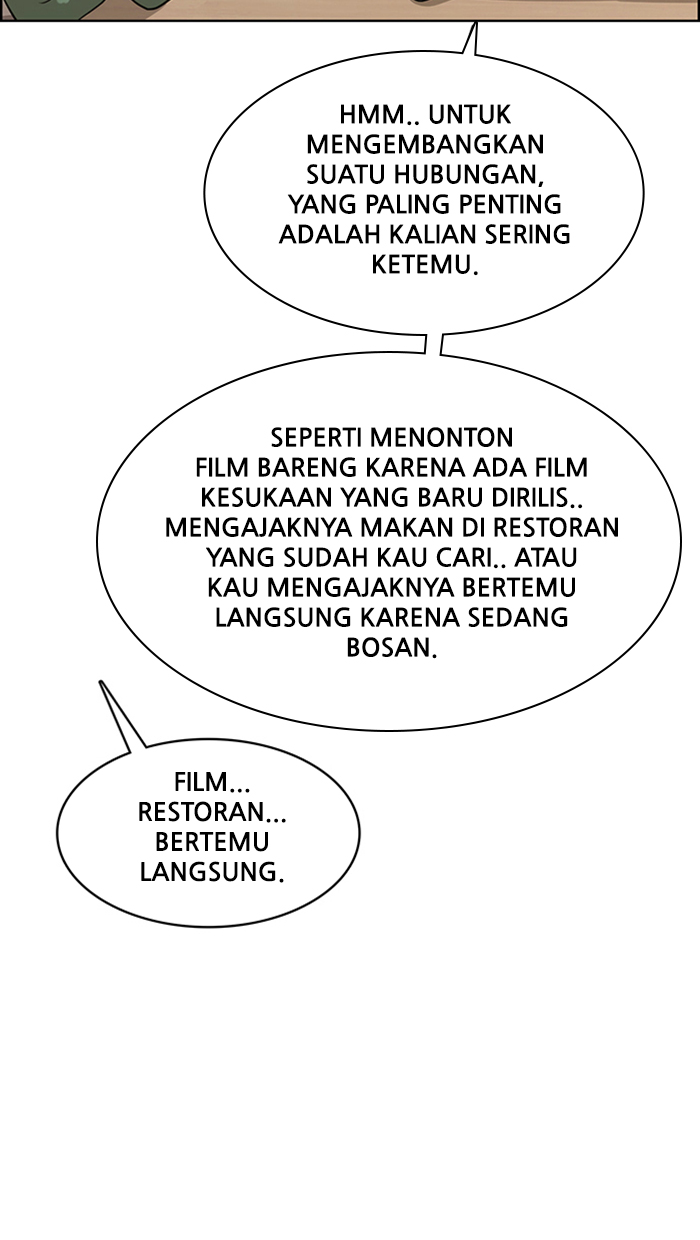 HMM.. UNTUK
MENGEMBANGKAN
SUATU HUBUNGAN,
YANG PALING PENTING
ADALAH KALIAN SERING
KETEMU.
SEPERTI MENONTON
FILM BARENG KARENA ADA FILM
KESUKAAN YANG BARU DIRILIS..
MENGAJAKNYA MAKAN DI RESTORAN
YANG SUDAH KAU CARI.. ATAU
KAU MENGAJAKNYA BERTEMU
LANGSUNG KARENA SEDANG
BOSAN.
FILM...
RESTORAN...
BERTEMU
LANGSUNG.